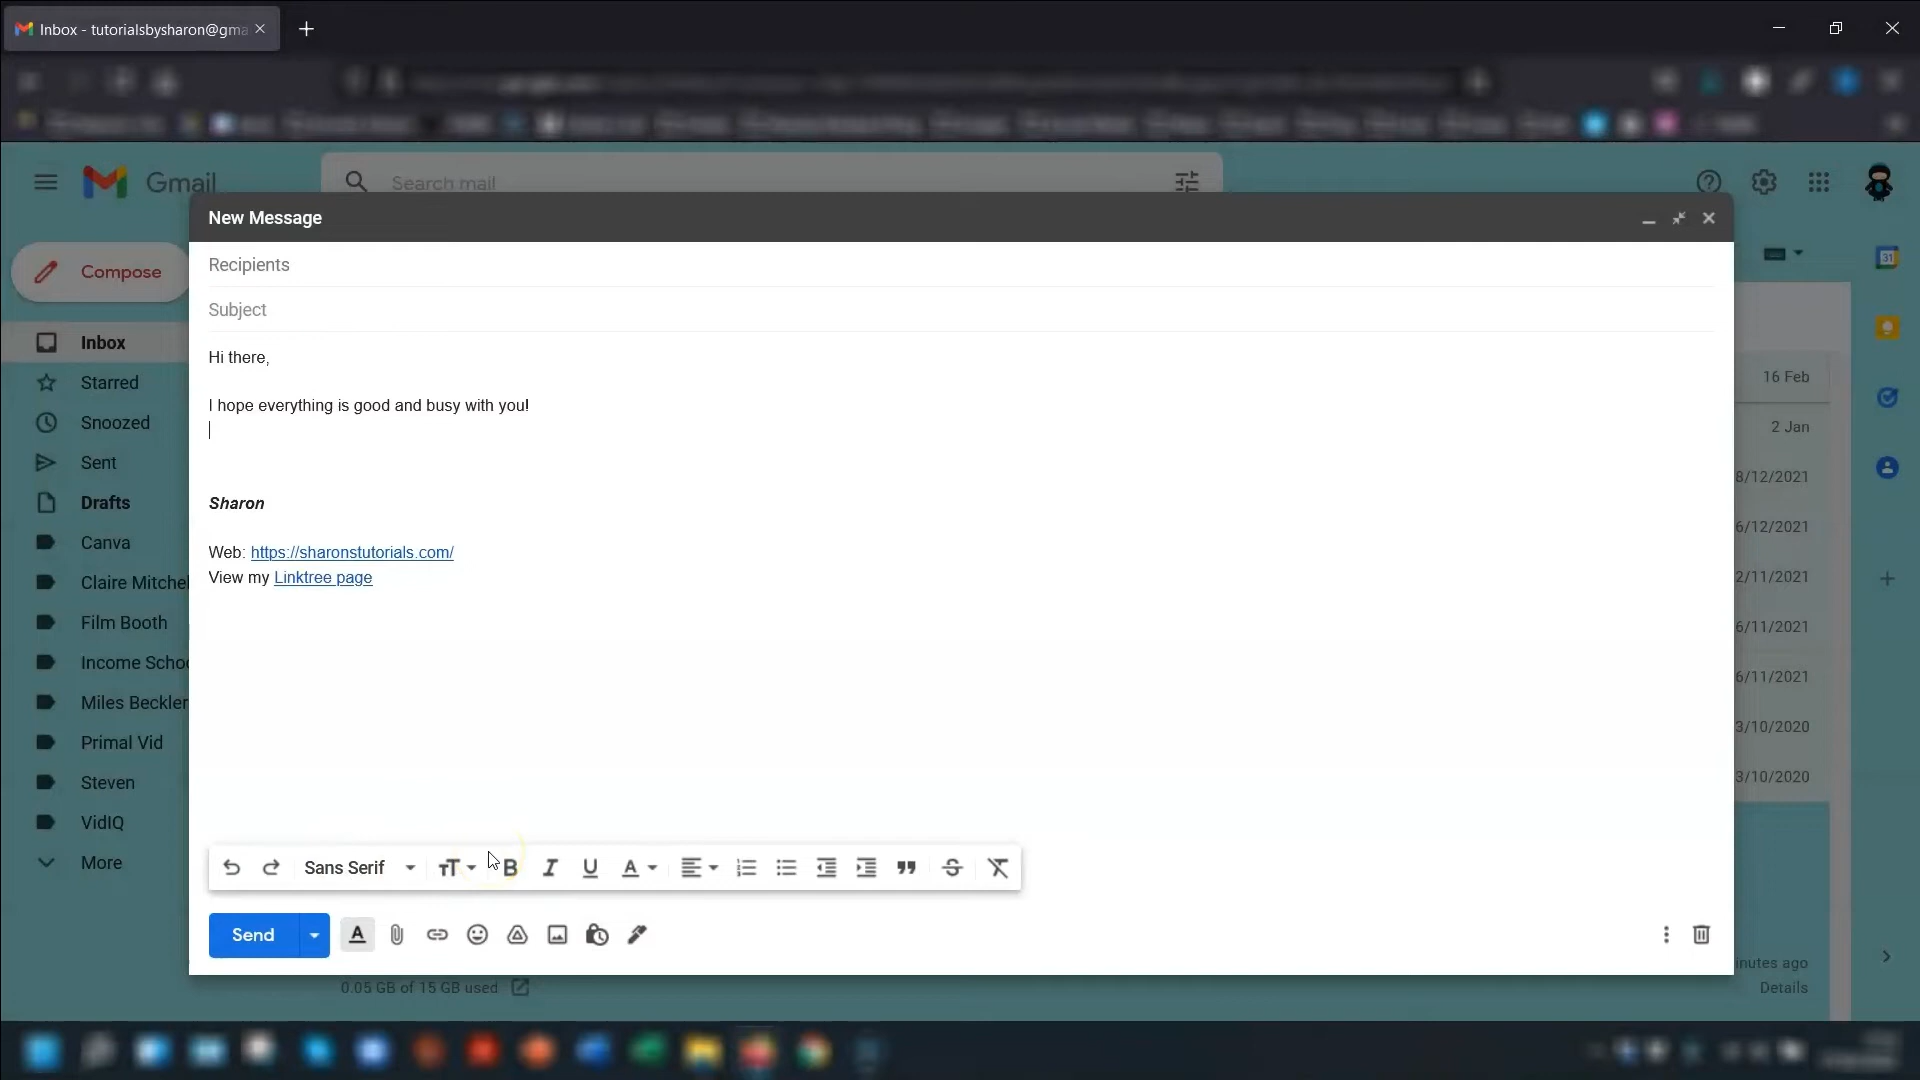 Inbox - tutorialsbysharon@gma
Gmail
Search mail
New Message
Compose
Recipients
Subject
Inbox
Starred
Snoozed
Sent
Drafts
Canva
Claire Mitchel
Film Booth
Income Schoo
Miles Beckler
Primal Vid
Steven
VidIQ
More
Hi there,
I hope everything is good and busy with you!
Sharon
Web: https://sharonstutorials.com/
View my Linktree page
31
16 Feb
2 Jan
8/12/2021
6/12/2021
2/11/2021
6/11/2021
6/11/2021
3/10/2020
3/10/2020
Sans Serif
Send
0.05 GB of 15 GB used
inutes ago
Details